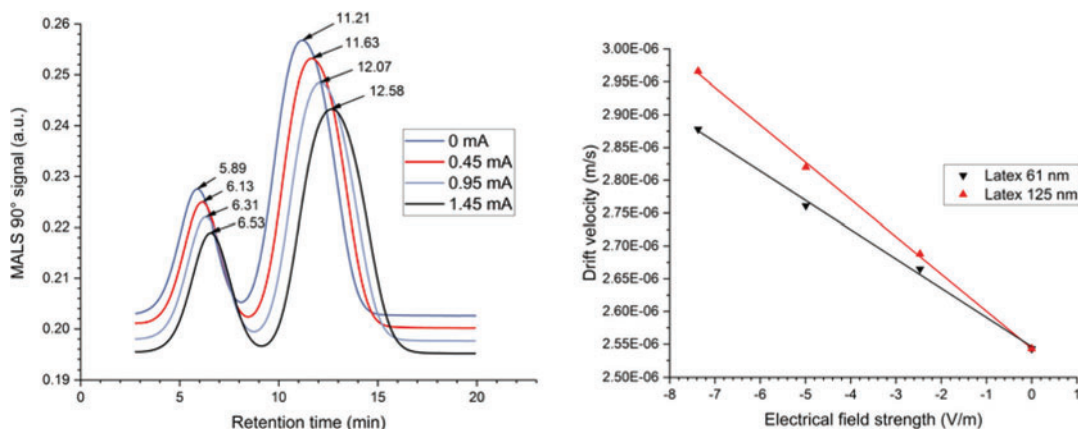 0.26
0.25
0.24
0.23
0.22
0.21
0.20
0.19
MALS 90° signal (a.u.)
0
5
10
15
20
Retention time (min)
5.89
6.13
6.31
6.53
11.21
11.63
12.07
12.58
0 mA
0.45 mA
0.95 mA
1.45 mA
3.00E-06
2.95E-06
2.90E-06
2.85E-06
2.80E-06
2.75E-06
2.70E-06
2.65E-06
2.60E-06
2.55E-06
2.50E-06
Drift velocity (m/s)
-8
-7
-6
-5
-4
-3
-2
-1
0
1
Electrical field strength (V/m)
Latex 61 nm
Latex 125 nm